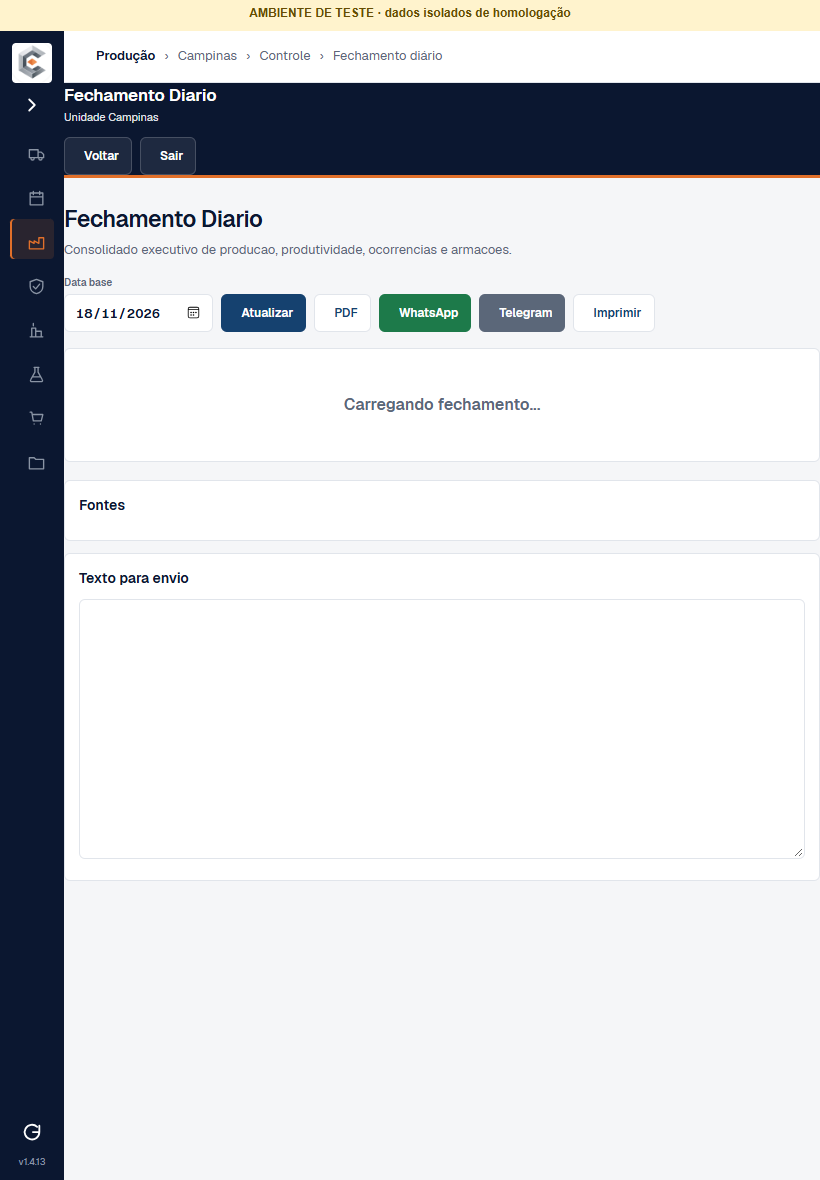 AMBIENTE DE TESTE · dados isolados de homologação
Produção › Campinas › Controle › Fechamento diário
Fechamento Diario
Unidade Campinas
Voltar Sair
Fechamento Diario
Consolidado executivo de producao, produtividade, ocorrencias e armacoes.
Data base
18/11/2026 Atualizar PDF WhatsApp Telegram Imprimir
Carregando fechamento...
Fontes
Texto para envio
v1.4.13